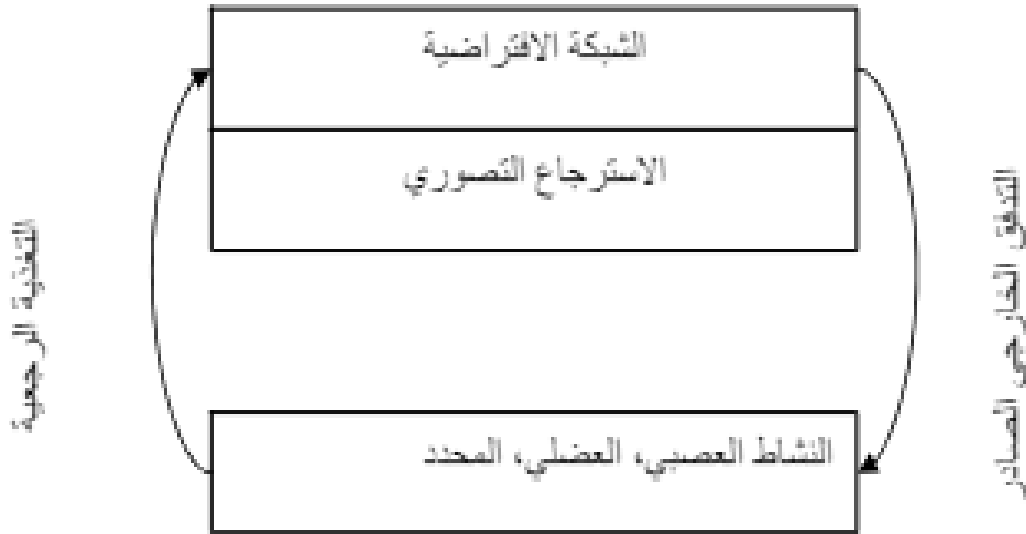 الشبكة الافتراضية
الاسترجاع التصوري
التدفق الخارجي الصادر
التغذية الرجعية
النشاط العصبي، العضلي، المحدد